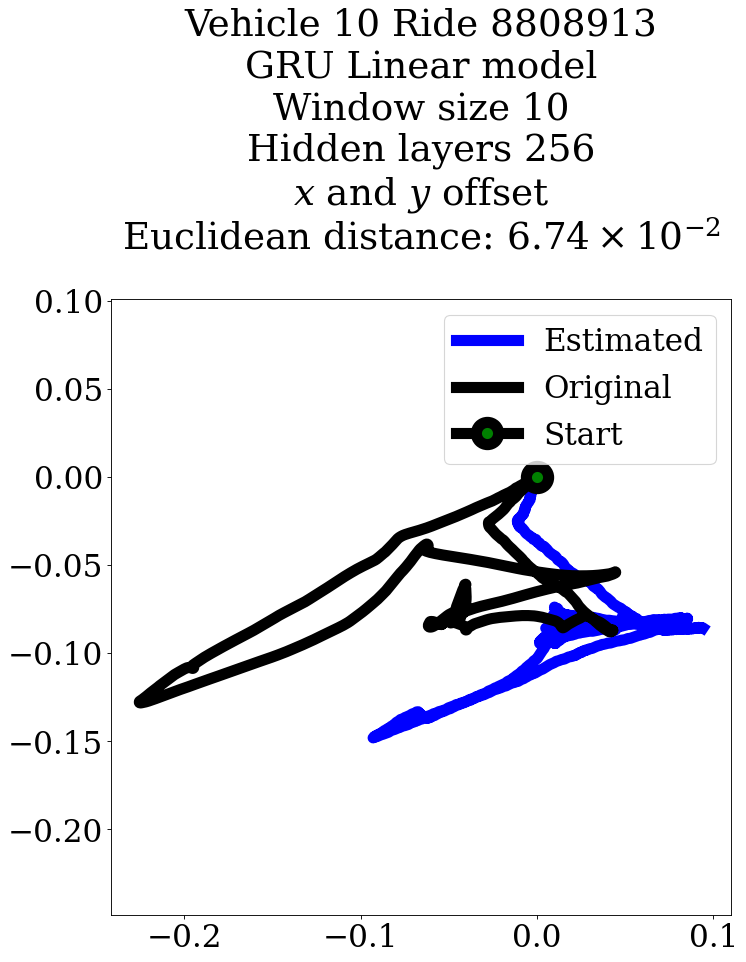 Vehicle 10 Ride 8808913
GRU Linear model
Window size 10
Hidden layers 256
x and y offset
Euclidean distance: 6.74 × 10⁻²
Estimated
Original
Start
0.10
0.05
0.00
−0.05
−0.10
−0.15
−0.20
−0.2
−0.1
0.0
0.1